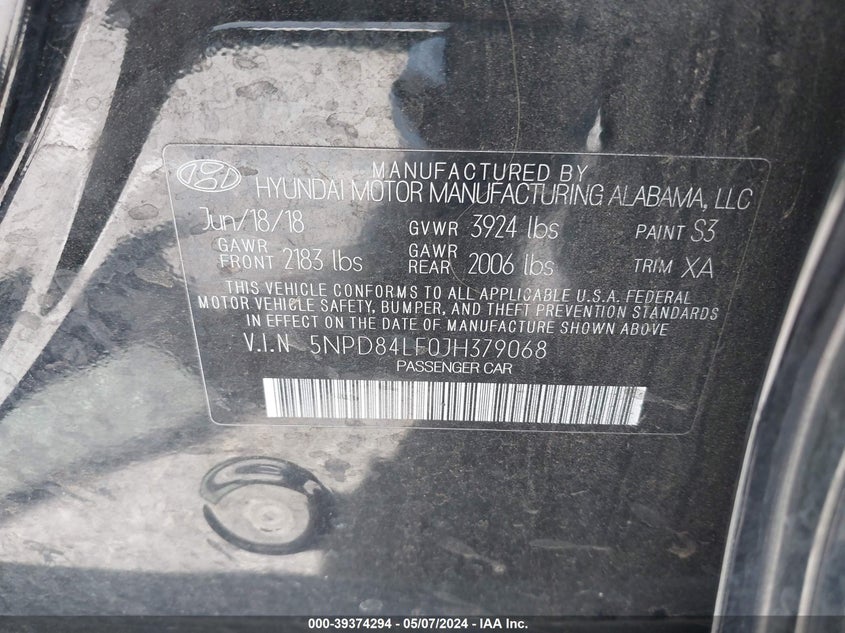 MANUFACTURED BY
HYUNDAI MOTOR MANUFACTURING ALABAMA, LLC
Jun/18/18 GVWR 3924 lbs PAINT S3
GAWR FRONT 2183 lbs GAWR REAR 2006 lbs TRIM XA
THIS VEHICLE CONFORMS TO ALL APPLICABLE U.S.A. FEDERAL
MOTOR VEHICLE SAFETY, BUMPER, AND THEFT PREVENTION STANDARDS
IN EFFECT ON THE DATE OF MANUFACTURE SHOWN ABOVE
V.I.N 5NPD84LF0JH379068
PASSENGER CAR
000-39374294 — 05/07/2024 — IAA Inc.